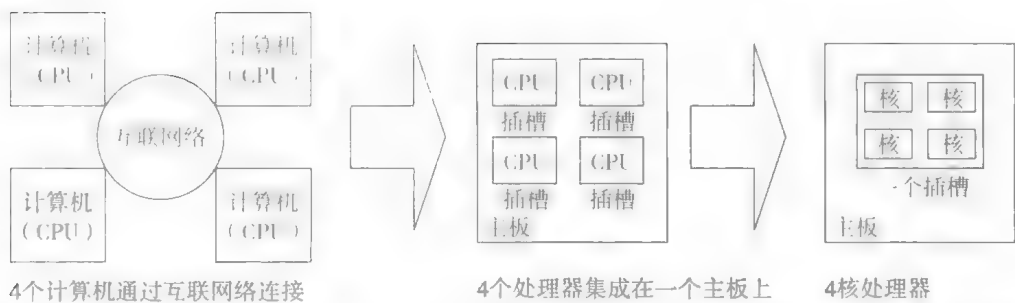 计算机
(CPU)
计算机
(CPU)
互联网络
计算机
(CPU)
计算机
(CPU)
4个计算机通过互联网络连接
CPU
CPU
插槽
插槽
CPU
CPU
插槽
插槽
主板
4个处理器集成在一个主板上
核
核
核
核
一个插槽
主板
4核处理器